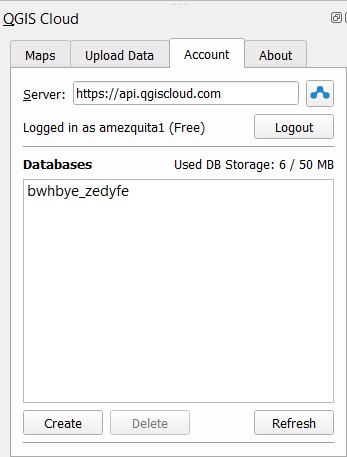 QGIS Cloud
Maps Upload Data Account About
Server: https://api.qgiscloud.com
Logged in as amezquita1 (Free) Logout
Databases Used DB Storage: 6 / 50 MB
bwhbye_zedyfe
Create Delete Refresh